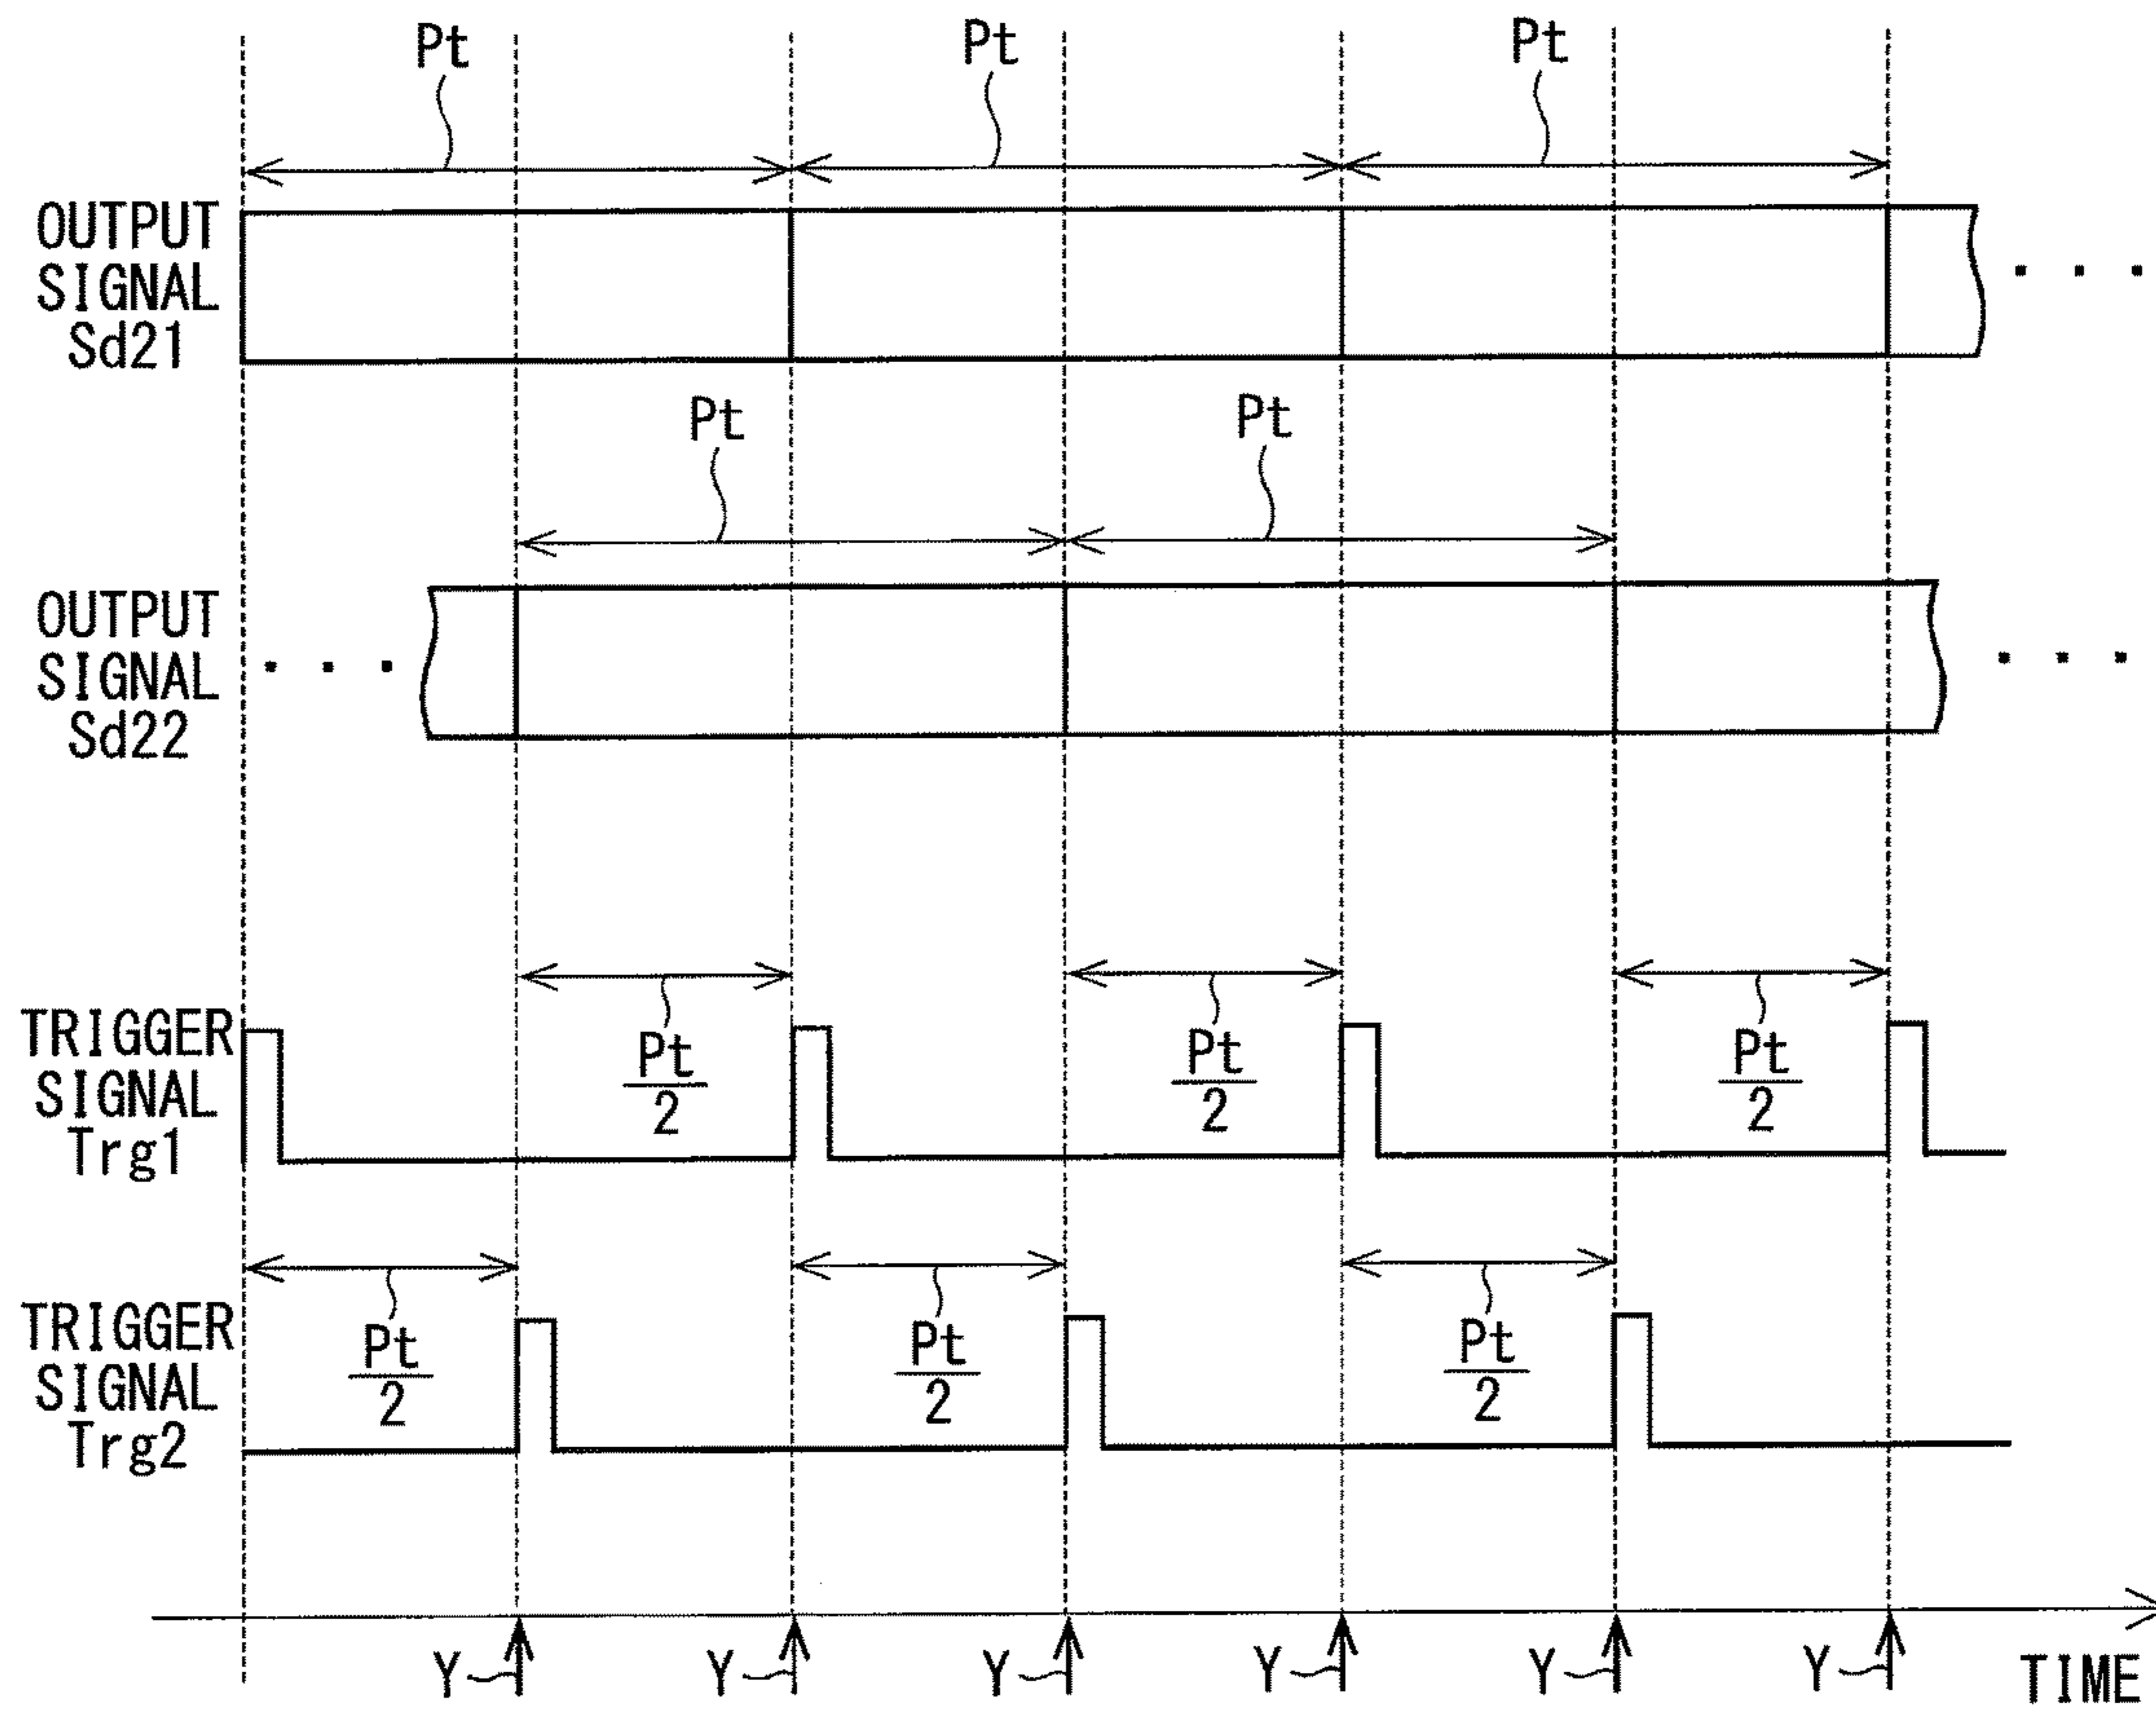 Pt Pt Pt
OUTPUT
SIGNAL
Sd21
. . .
Pt Pt
OUTPUT
SIGNAL
Sd22
. . . . . .
TRIGGER
SIGNAL
Trg1
Pt
2
Pt
2
Pt
2
TRIGGER
SIGNAL
Trg2
Pt
2
Pt
2
Pt
2
Y Y Y Y Y Y
TIME